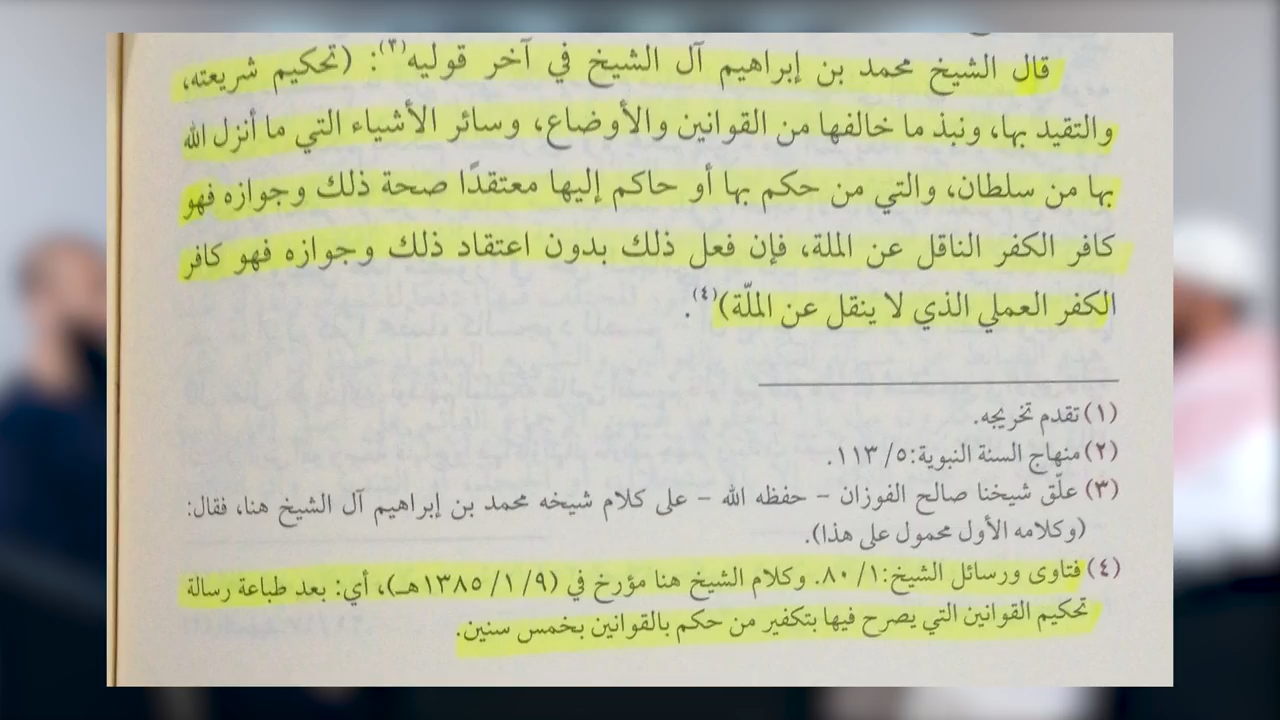 قال الشيخ محمد بن إبراهيم آل الشيخ في آخر قوليه(٣): (تحكيم شريعته،
والتقيد بها، ونبذ ما خالفها من القوانين والأوضاع، وسائر الأشياء التي ما أنزل الله
بها من سلطان، والتي من حكم بها أو حاكم إليها معتقدًا صحة ذلك وجوازه فهو
كافر الكفر الناقل عن الملة، فإن فعل ذلك بدون اعتقاد ذلك وجوازه فهو كافر
الكفر العملي الذي لا ينقل عن الملّة)(٤).
(١) تقدم تخريجه.
(٢) منهاج السنة النبوية: ٥/ ١١٣.
(٣) علّق شيخنا صالح الفوزان – حفظه الله – على كلام شيخه محمد بن إبراهيم آل الشيخ هنا، فقال:
(وكلامه الأول محمول على هذا).
(٤) فتاوى ورسائل الشيخ: ١/ ٨٠. وكلام الشيخ هنا مؤرخ في (٩/ ١/ ١٣٨٥هـ)، أي: بعد طباعة رسالة
تحكيم القوانين التي يصرح فيها بتكفير من حكم بالقوانين بخمس سنين.